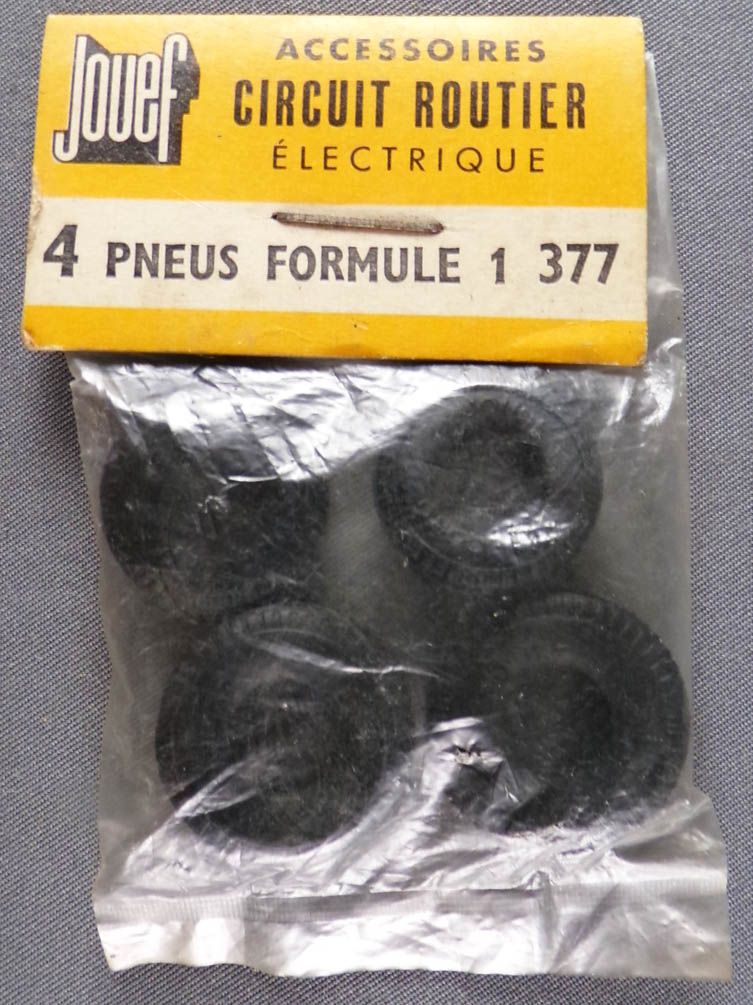 Jouef
ACCESSOIRES
CIRCUIT ROUTIER
ÉLECTRIQUE
4 PNEUS FORMULE 1 377